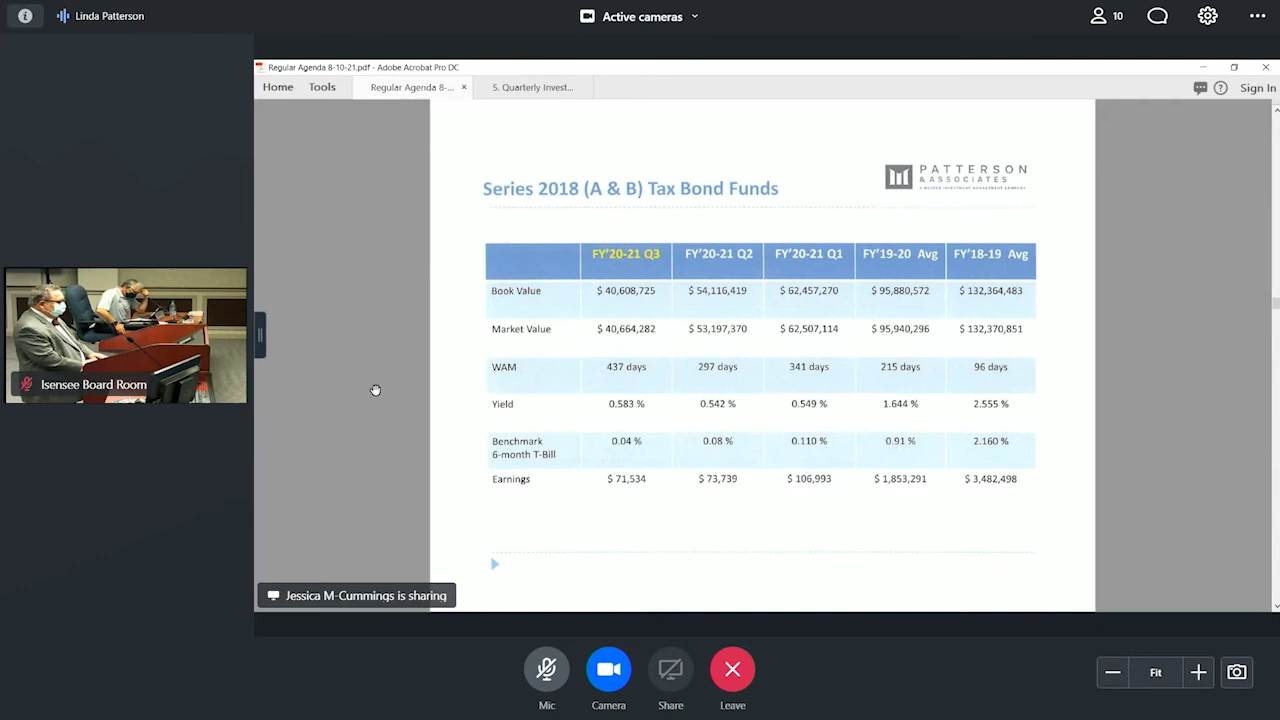 Linda Patterson
Active cameras
10
Regular Agenda 8-10-21.pdf - Adobe Acrobat Pro DC
Home Tools Regular Agenda 8-... × 5. Quarterly Invest... Sign In
PATTERSON
& ASSOCIATES
Series 2018 (A & B) Tax Bond Funds
FY'20-21 Q3 FY'20-21 Q2 FY'20-21 Q1 FY'19-20 Avg FY'18-19 Avg
Book Value $ 40,608,725 $ 54,116,419 $ 62,457,270 $ 95,880,572 $ 132,364,483
Market Value $ 40,664,282 $ 53,197,370 $ 62,507,114 $ 95,940,296 $ 132,370,851
WAM 437 days 297 days 341 days 215 days 96 days
Yield 0.583 % 0.542 % 0.549 % 1.644 % 2.555 %
Benchmark 0.04 % 0.08 % 0.110 % 0.91 % 2.160 %
6-month T-Bill
Earnings $ 71,534 $ 73,739 $ 106,993 $ 1,853,291 $ 3,482,498
Isensee Board Room
Jessica M-Cummings is sharing
Fit
Mic Camera Share Leave